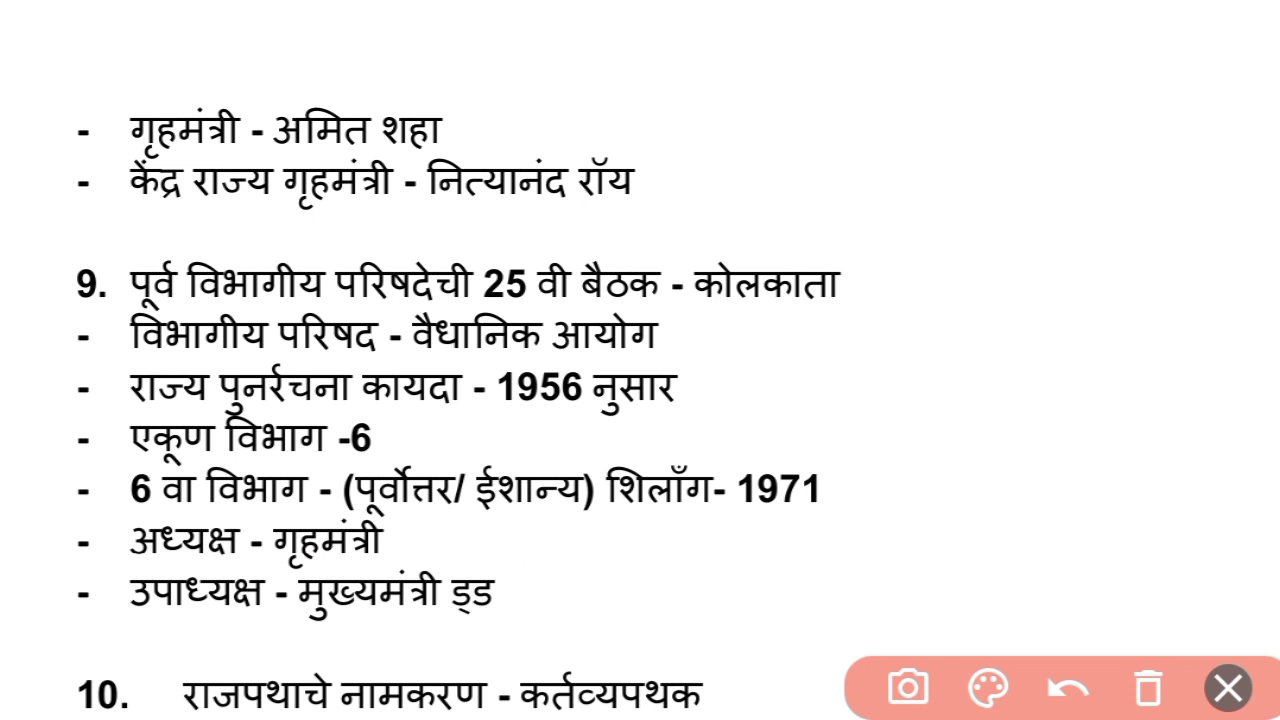 - गृहमंत्री - अमित शहा
- केंद्र राज्य गृहमंत्री - नित्यानंद रॉय
9. पूर्व विभागीय परिषदेची 25 वी बैठक - कोलकाता
- विभागीय परिषद - वैधानिक आयोग
- राज्य पुनर्रचना कायदा - 1956 नुसार
- एकूण विभाग -6
- 6 वा विभाग - (पूर्वोत्तर/ ईशान्य) शिलाँग- 1971
- अध्यक्ष - गृहमंत्री
- उपाध्यक्ष - मुख्यमंत्री ड्ड
10. राजपथाचे नामकरण - कर्तव्यपथक